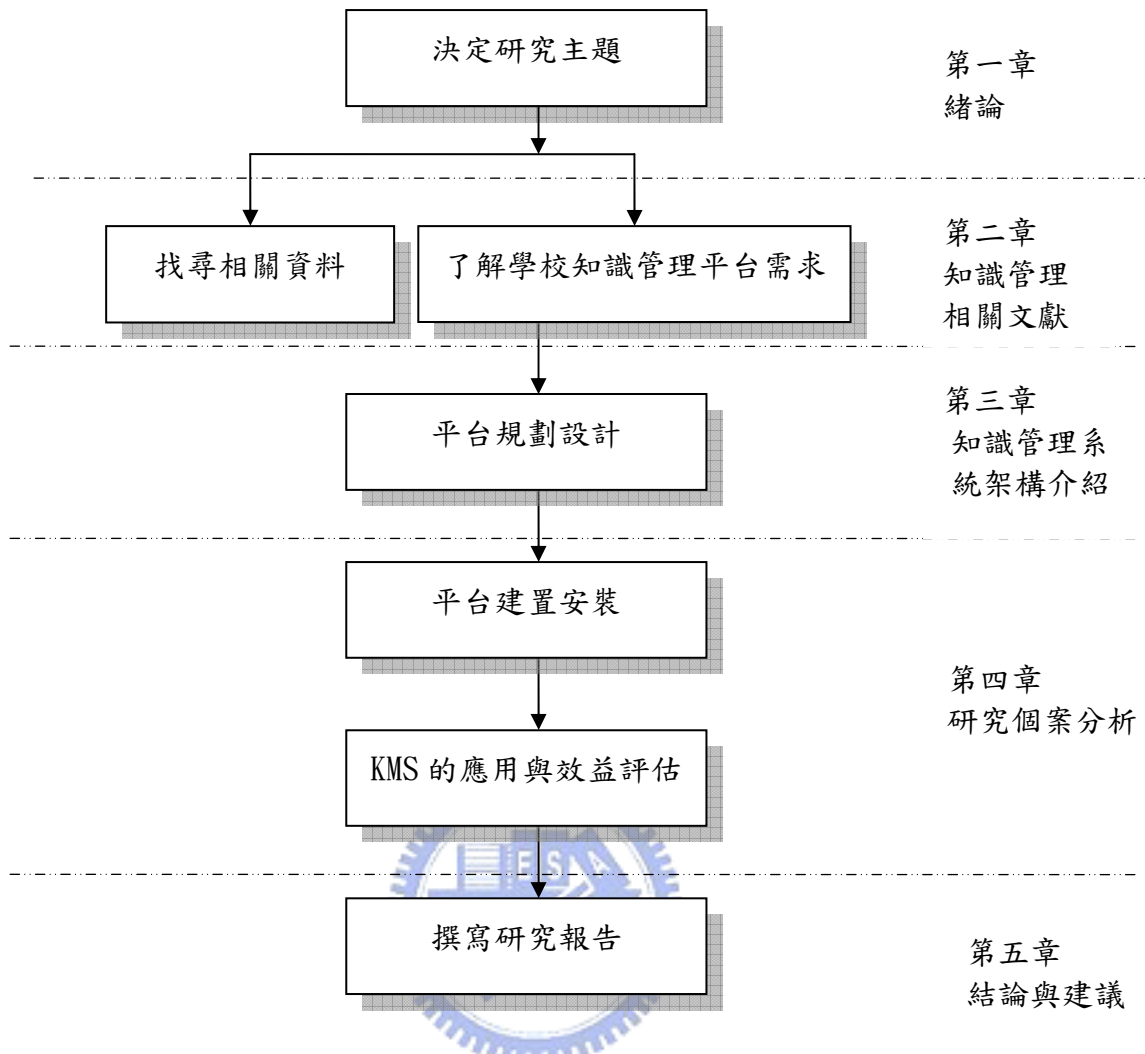 決定研究主題
第一章
緒論
找尋相關資料
了解學校知識管理平台需求
第二章
知識管理
相關文獻
平台規劃設計
第三章
知識管理系
統架構介紹
平台建置安裝
第四章
研究個案分析
KMS 的應用與效益評估
ESA
撰寫研究報告
第五章
結論與建議